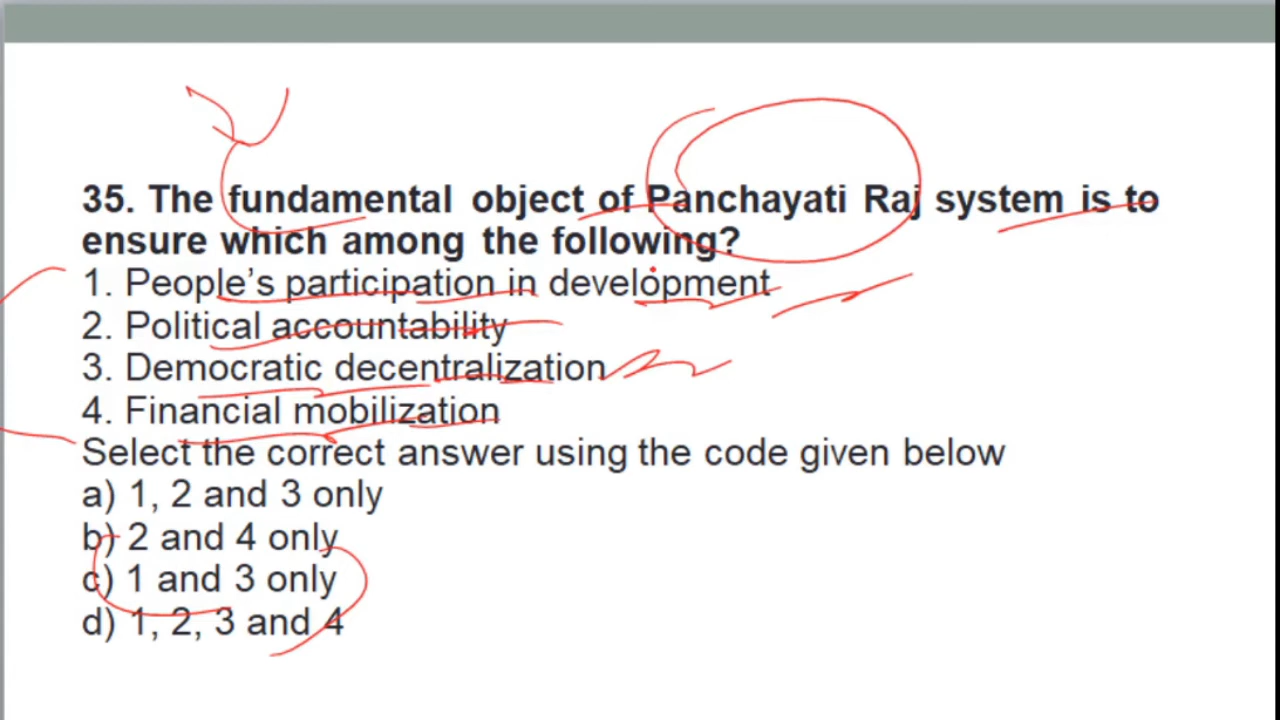 35. The fundamental object of Panchayati Raj system is to
ensure which among the following?
1. People’s participation in development
2. Political accountability
3. Democratic decentralization
4. Financial mobilization
Select the correct answer using the code given below
a) 1, 2 and 3 only
b) 2 and 4 only
c) 1 and 3 only
d) 1, 2, 3 and 4